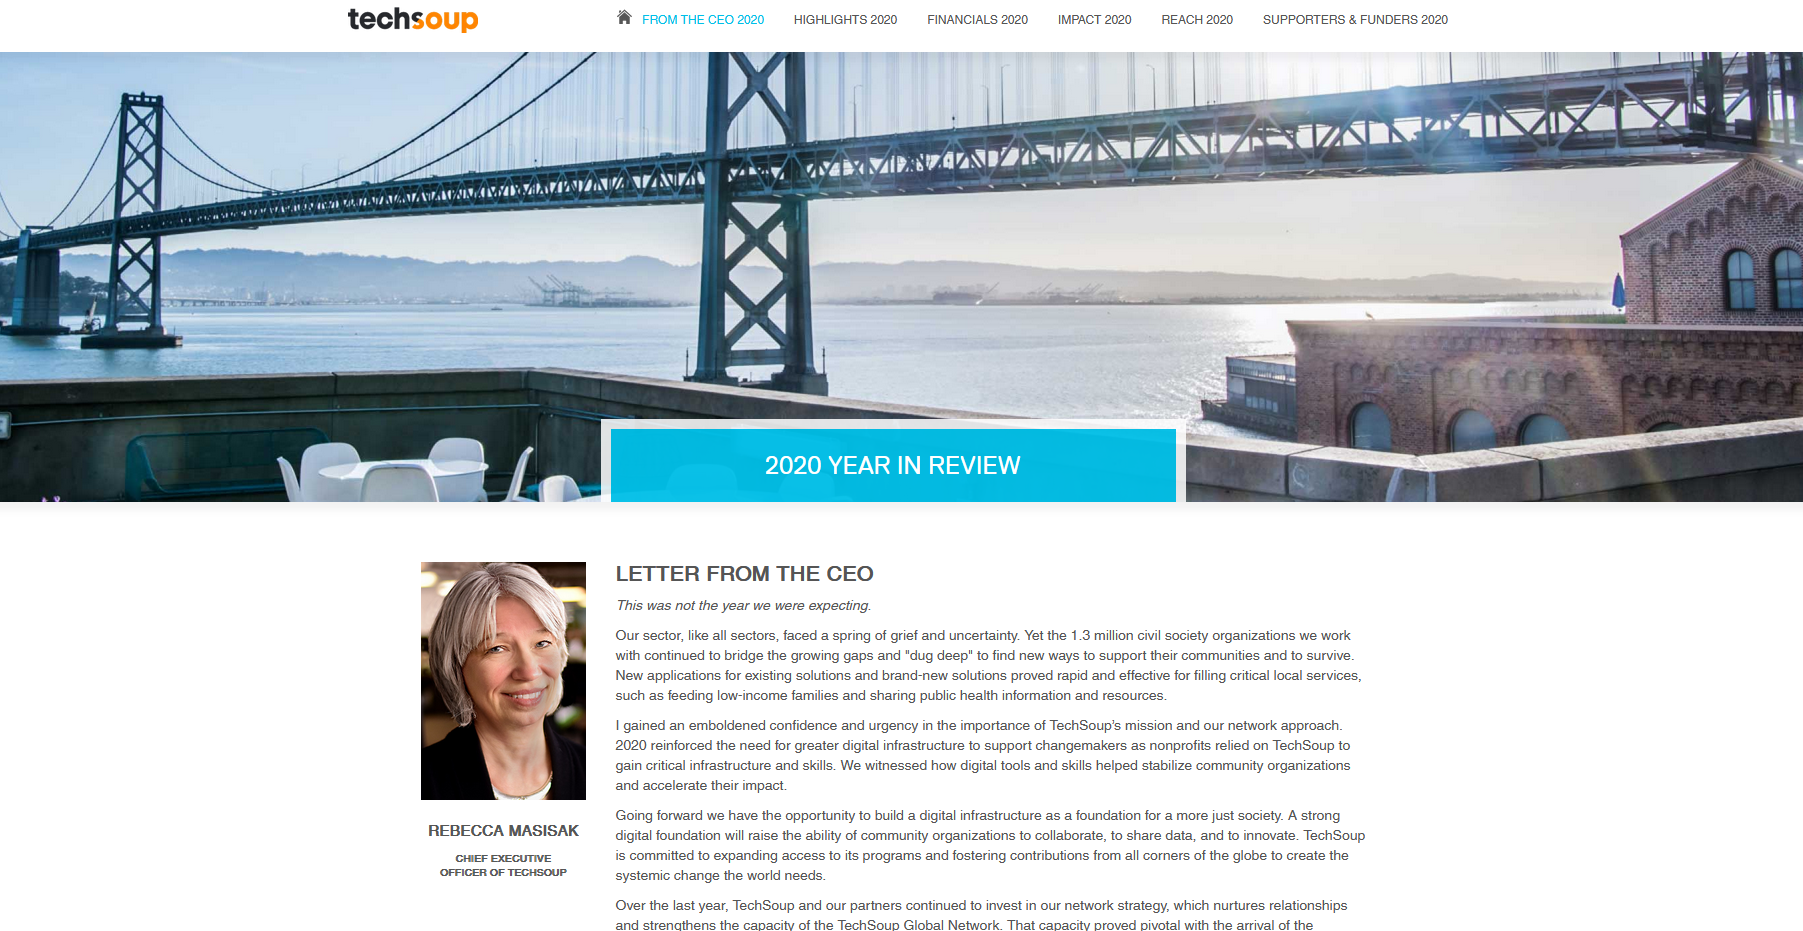 techsoup
FROM THE CEO 2020
HIGHLIGHTS 2020
FINANCIALS 2020
IMPACT 2020
REACH 2020
SUPPORTERS & FUNDERS 2020
2020 YEAR IN REVIEW
LETTER FROM THE CEO
This was not the year we were expecting.
Our sector, like all sectors, faced a spring of grief and uncertainty. Yet the 1.3 million civil society organizations we work
with continued to bridge the growing gaps and "dug deep" to find new ways to support their communities and to survive.
New applications for existing solutions and brand-new solutions proved rapid and effective for filling critical local services,
such as feeding low-income families and sharing public health information and resources.
I gained an emboldened confidence and urgency in the importance of TechSoup's mission and our network approach.
2020 reinforced the need for greater digital infrastructure to support changemakers as nonprofits relied on TechSoup to
gain critical infrastructure and skills. We witnessed how digital tools and skills helped stabilize community organizations
and accelerate their impact.
Going forward we have the opportunity to build a digital infrastructure as a foundation for a more just society. A strong
digital foundation will raise the ability of community organizations to collaborate, to share data, and to innovate. TechSoup
is committed to expanding access to its programs and fostering contributions from all corners of the globe to create the
systemic change the world needs.
Over the last year, TechSoup and our partners continued to invest in our network strategy, which nurtures relationships
and strengthens the capacity of the TechSoup Global Network. That capacity proved pivotal with the arrival of the
REBECCA MASISAK
CHIEF EXECUTIVE
OFFICER OF TECHSOUP